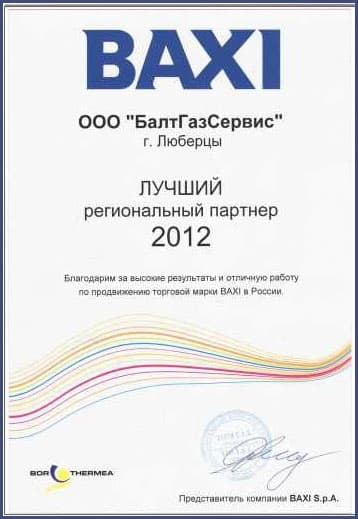 BAXI
ООО "БалтГазСервис"
г. Люберцы
ЛУЧШИЙ
региональный партнер
2012
Благодарим за высокие результаты и отличную работу
по продвижению торговой марки BAXI в России.
BDR THERMEA
Представитель компании BAXI S.p.A.